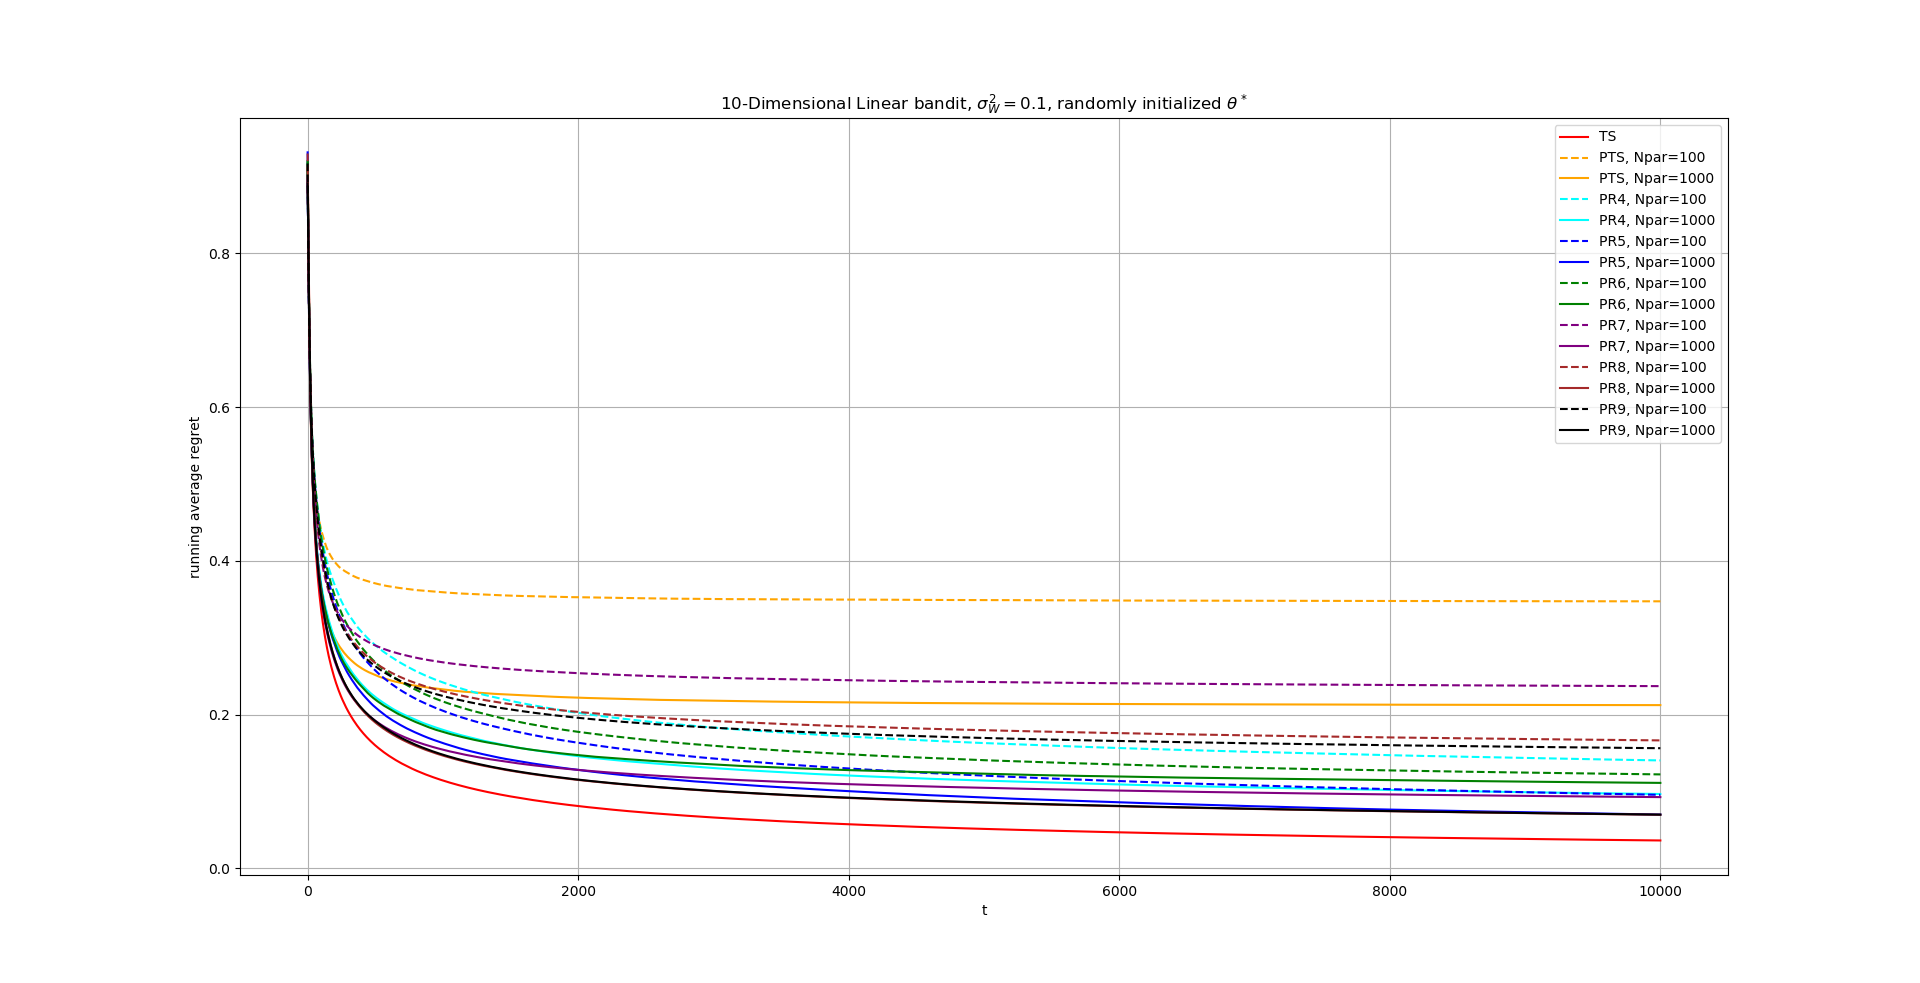 10-Dimensional Linear bandit, $\sigma_W^2 = 0.1$, randomly initialized $\theta^*$
running average regret
0.8
0.6
0.4
0.2
0.0
0 2000 4000 6000 8000 10000
t
TS
PTS, Npar=100
PTS, Npar=1000
PR4, Npar=100
PR4, Npar=1000
PR5, Npar=100
PR5, Npar=1000
PR6, Npar=100
PR6, Npar=1000
PR7, Npar=100
PR7, Npar=1000
PR8, Npar=100
PR8, Npar=1000
PR9, Npar=100
PR9, Npar=1000